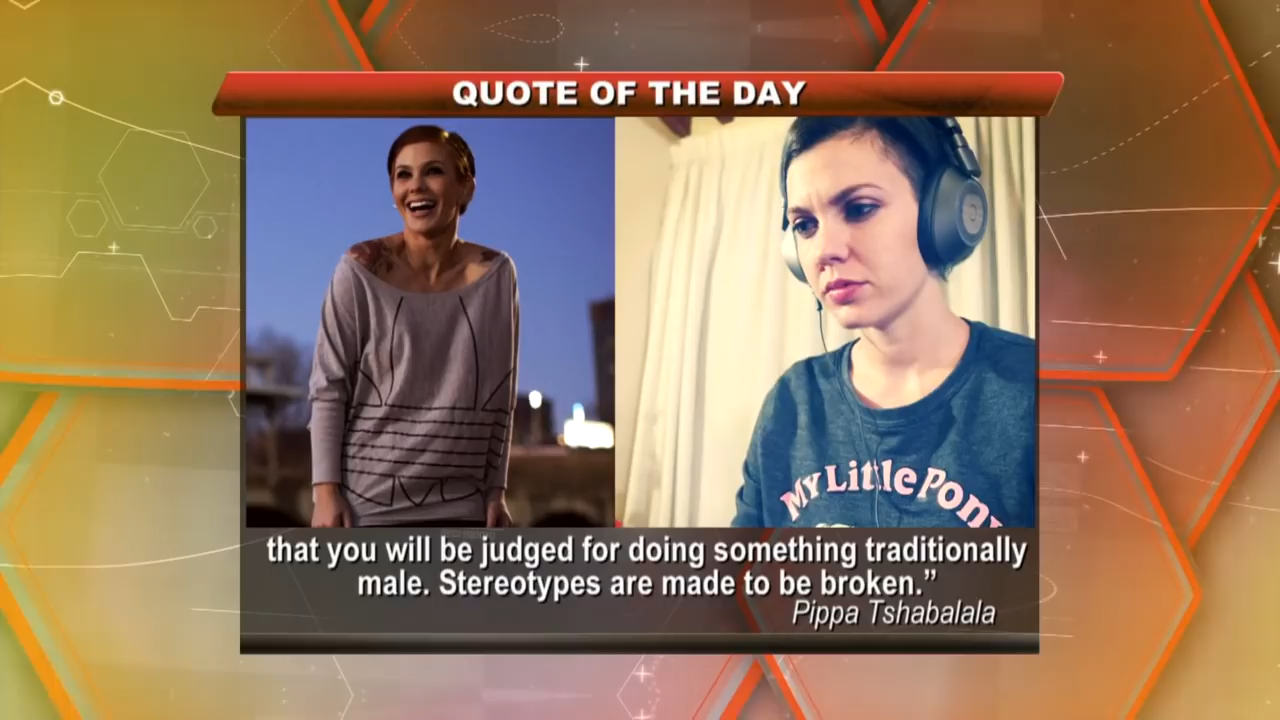 QUOTE OF THE DAY
My Little Pony
that you will be judged for doing something traditionally
male. Stereotypes are made to be broken.”
Pippa Tshabalala